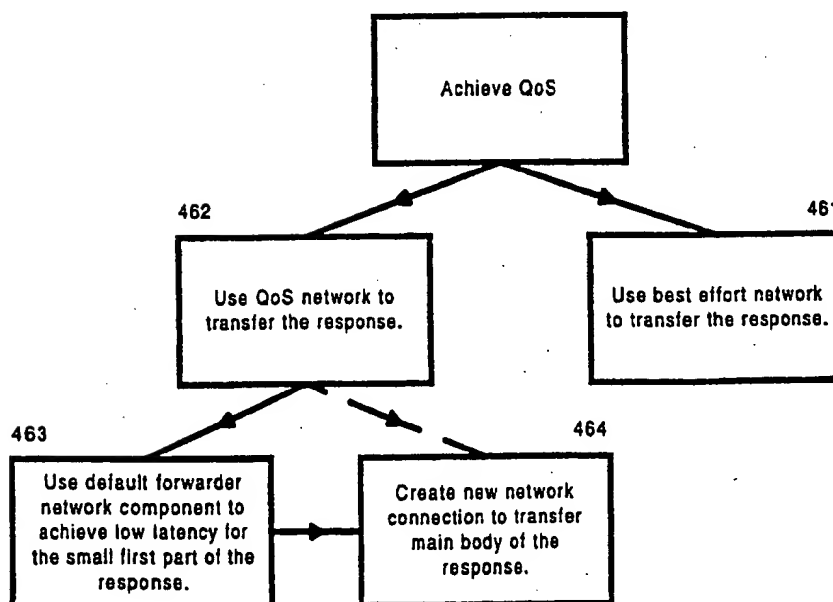 Achieve QoS
462
461
Use QoS network to
transfer the response.
Use best effort network
to transfer the response.
463
464
Use default forwarder
network component to
achieve low latency for
the small first part of the
response.
Create new network
connection to transfer
main body of the
response.